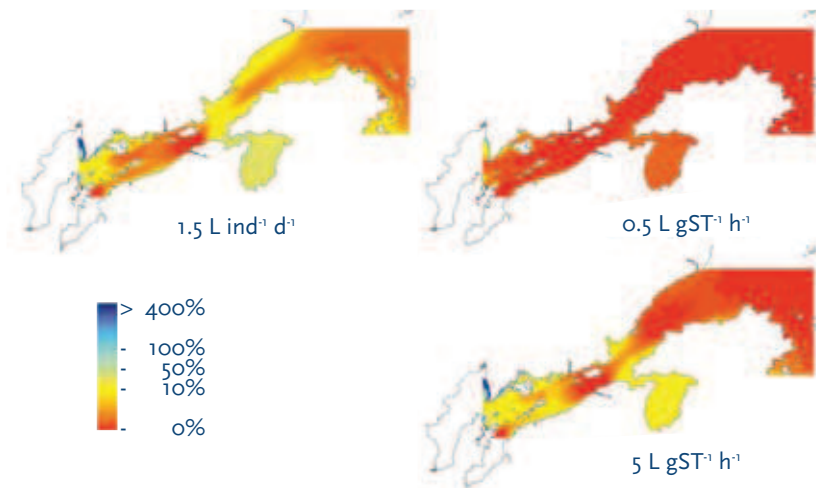 1.5 L ind⁻¹ d⁻¹
0.5 L gST⁻¹ h⁻¹
> 400%
- 100%
- 50%
- 10%
- 0%
5 L gST⁻¹ h⁻¹